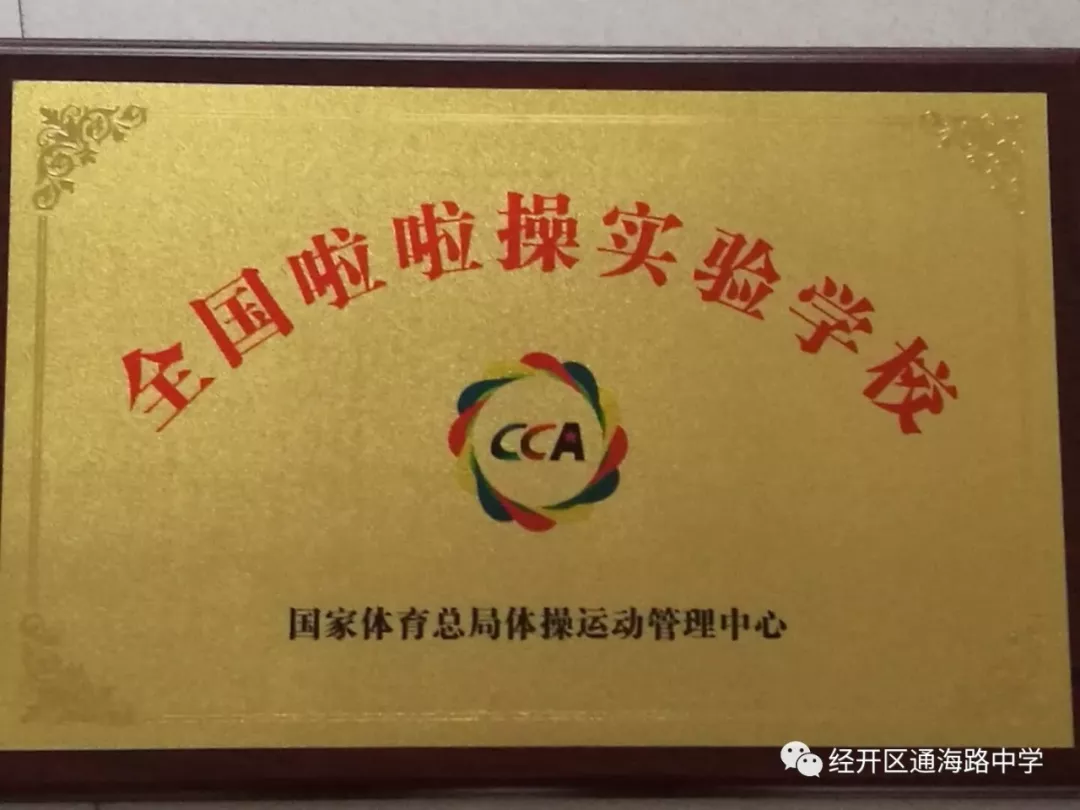 全国啦啦操实验学校
CCA
国家体育总局体操运动管理中心
经开区通海路中学